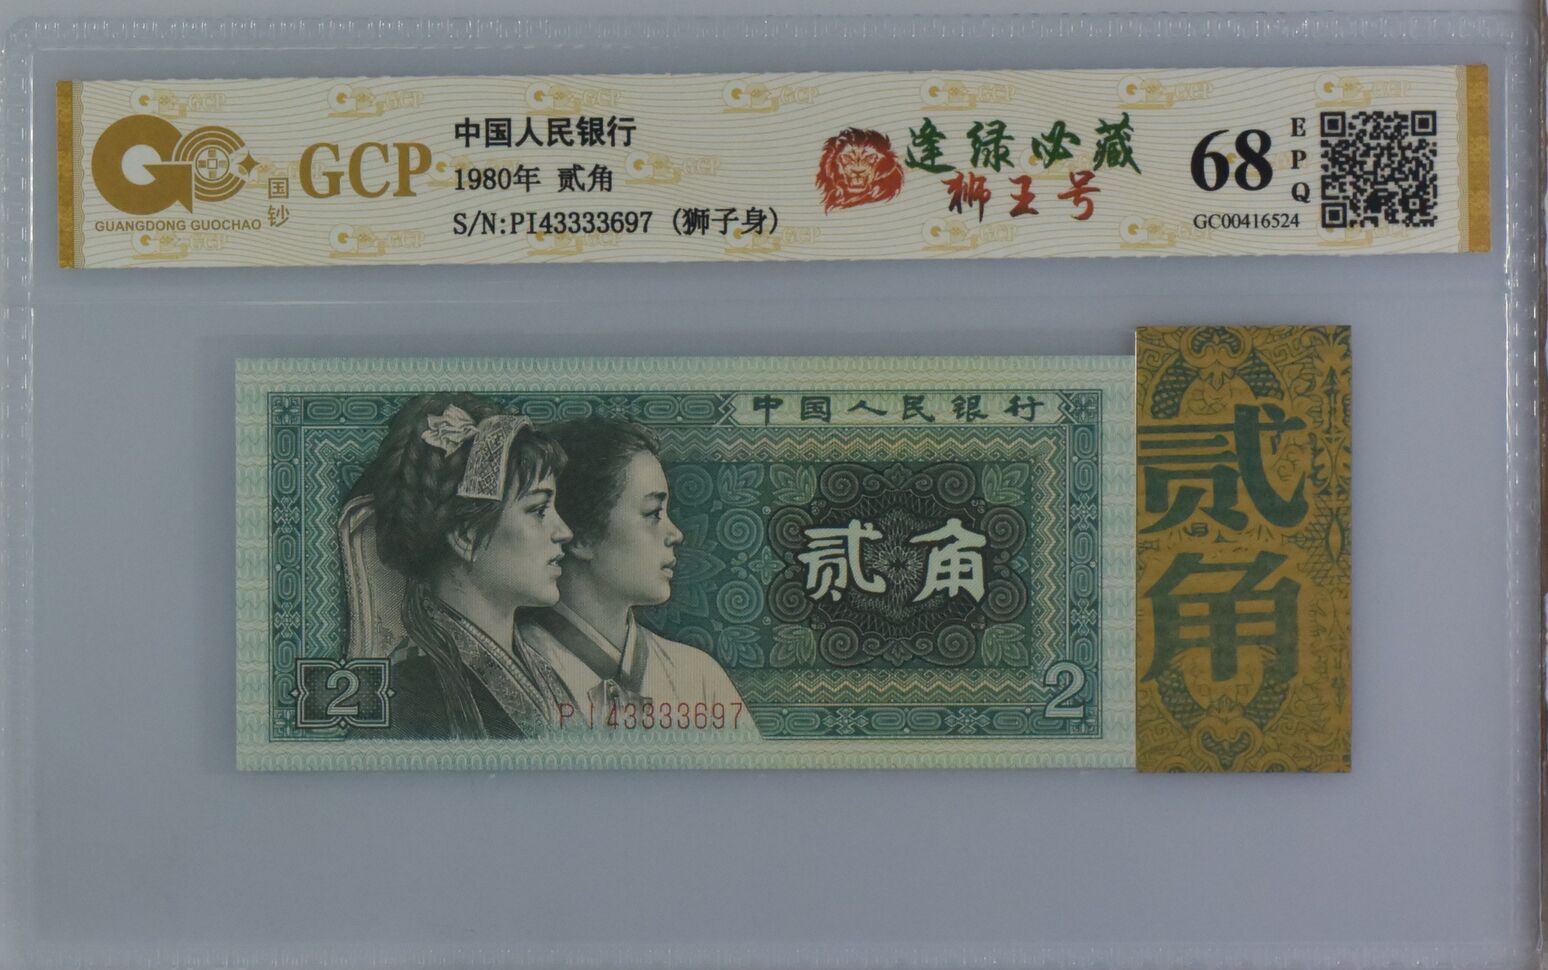 GCP
国钞
GUANGDONG GUOCHAO
中国人民银行
1980年 贰角
S/N:PI43333697 (狮子身)
逢绿必藏
狮王号
68
EPQ
GC00416524
中国人民银行
贰角
2
PI43333697
2
贰角